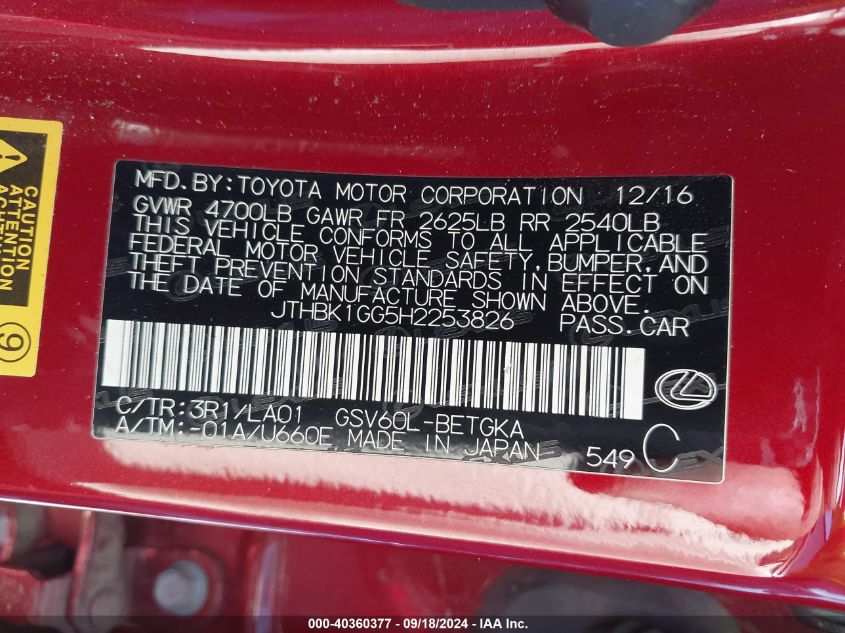 CAUTION
ATTENTION
9
MFD.BY:TOYOTA MOTOR CORPORATION 12/16
GVWR 4700LB GAWR FR 2625LB RR 2540LB
THIS VEHICLE CONFORMS TO ALL APPLICABLE
FEDERAL MOTOR VEHICLE SAFETY,BUMPER,AND
THEFT PREVENTION STANDARDS IN EFFECT ON
THE DATE OF MANUFACTURE SHOWN ABOVE.
JTHBK1GG5H2253826 PASS.CAR
C/TR:3R1/LA01 GSV60L-BETGKA
A/TM:-01A/U660E MADE IN JAPAN
549 C
000-40360377 - 09/18/2024 - IAA Inc.